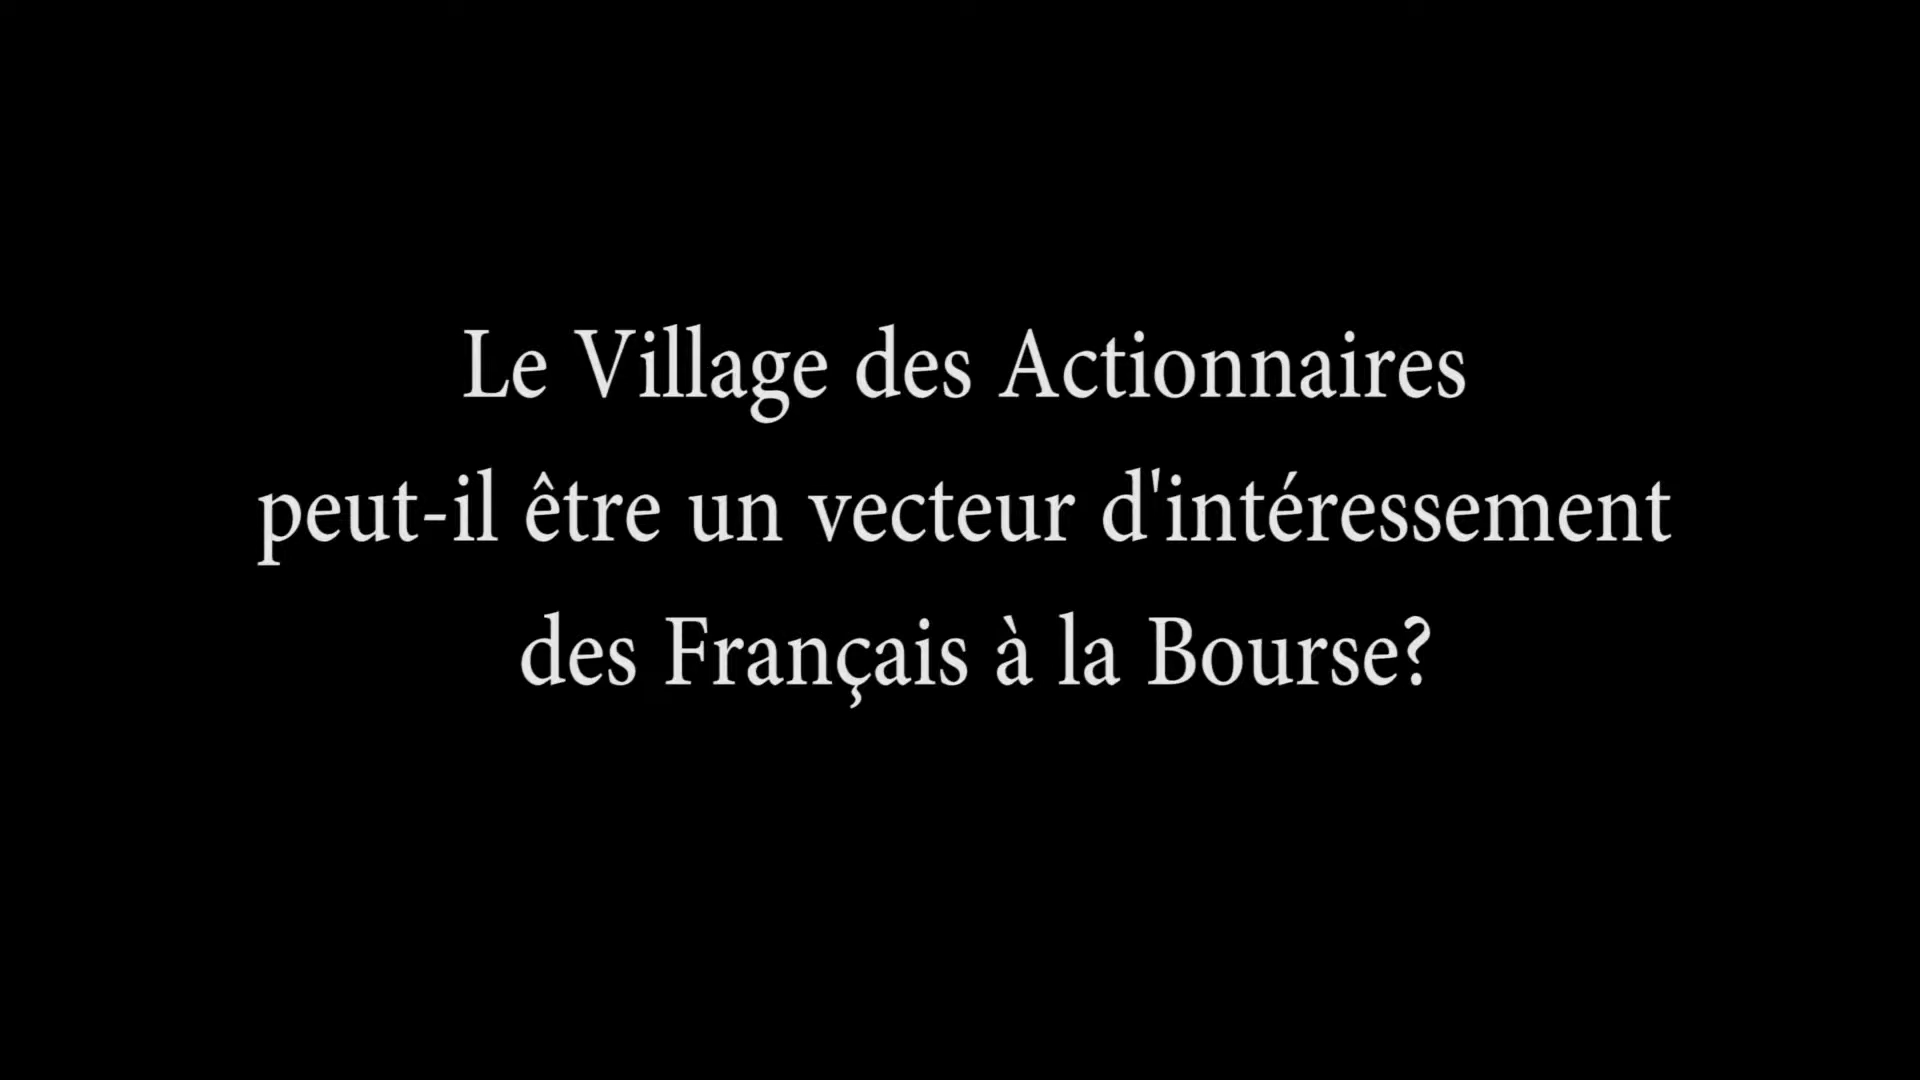 Le Village des Actionnaires
peut-il être un vecteur d'intéressement
des Français à la Bourse?